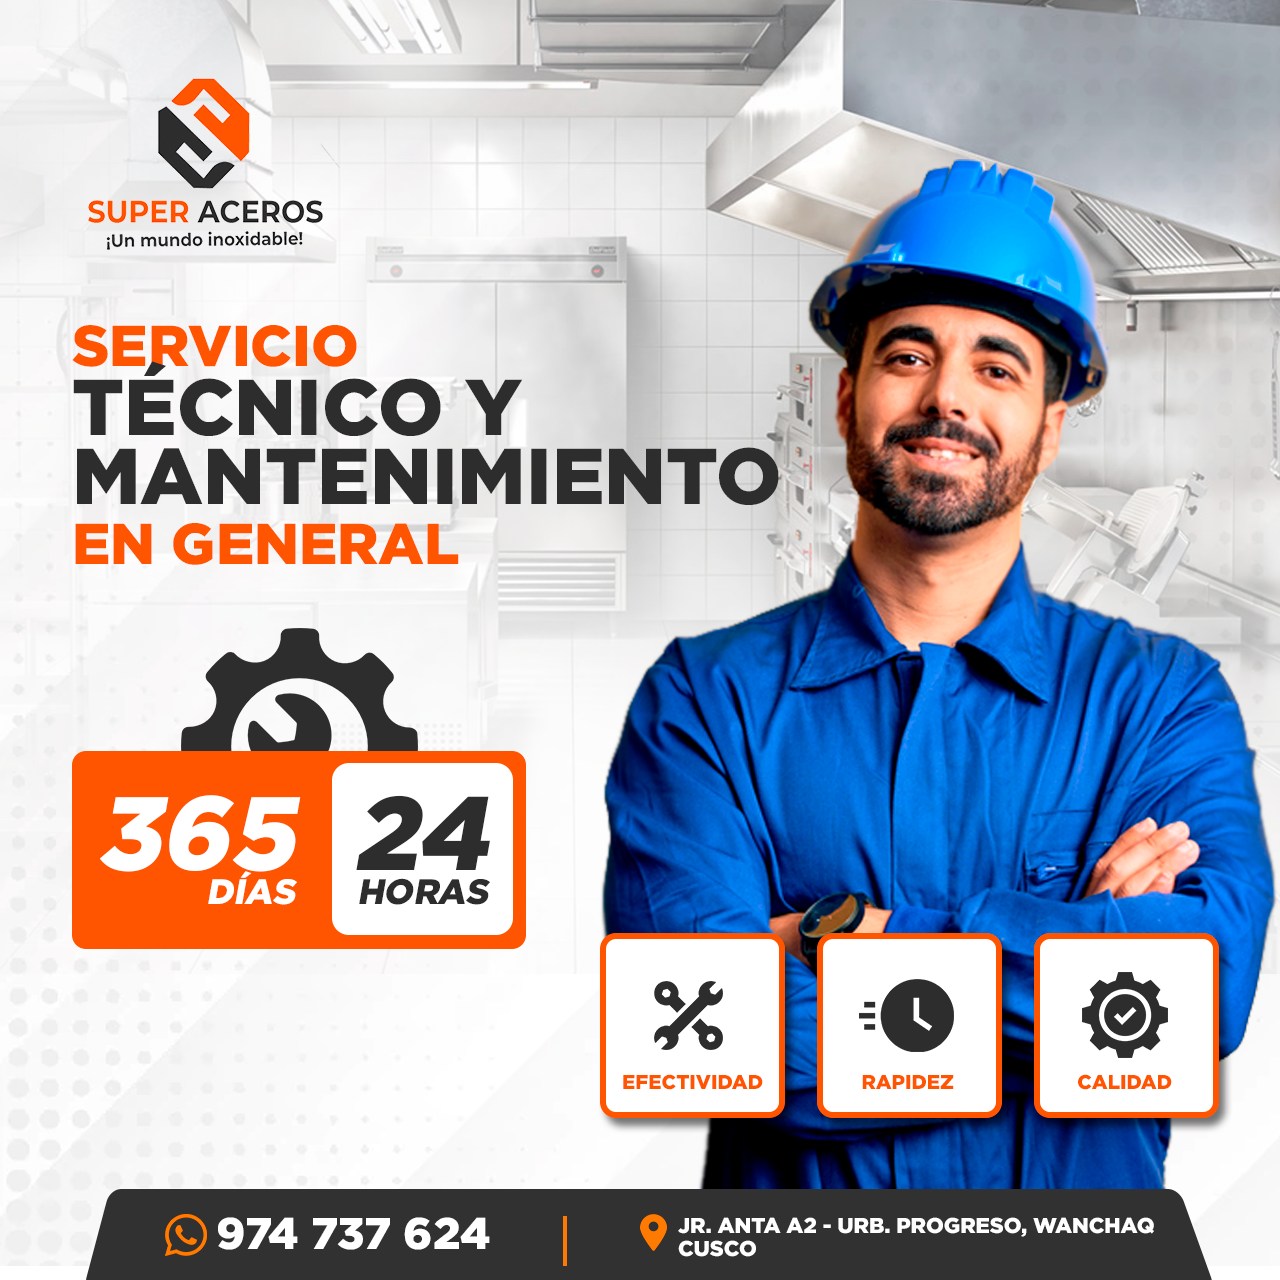 SUPER ACEROS
¡Un mundo inoxidable!
SERVICIO
TÉCNICO Y
MANTENIMIENTO
EN GENERAL
365
DÍAS
24
HORAS
EFECTIVIDAD
RAPIDEZ
CALIDAD
974 737 624
JR. ANTA A2 - URB. PROGRESO, WANCHAQ
CUSCO